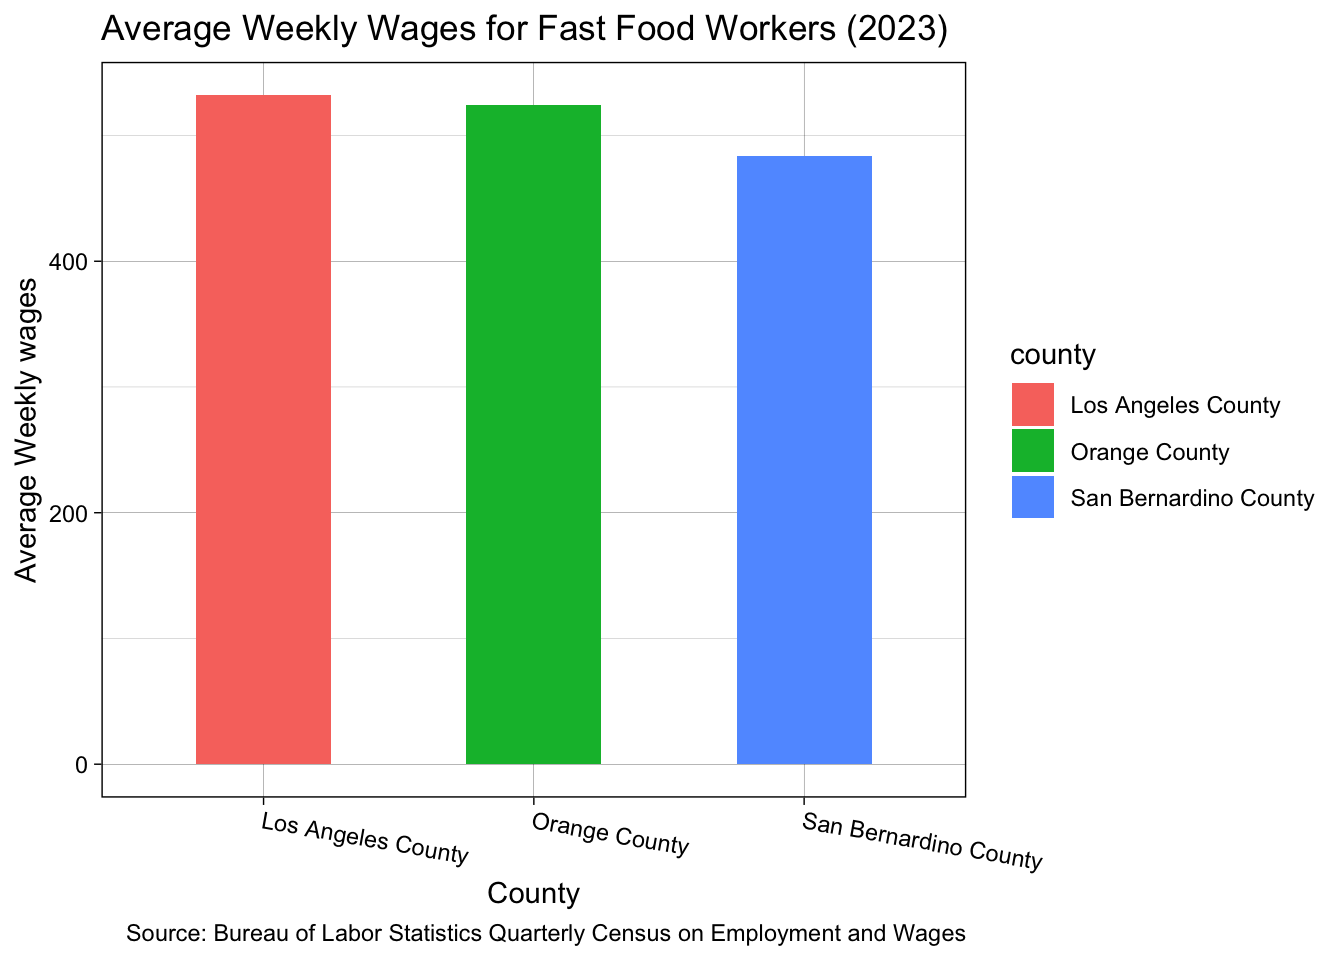 Average Weekly Wages for Fast Food Workers (2023)
Average Weekly wages
400
200
0
Los Angeles County
Orange County
San Bernardino County
County
county
Los Angeles County
Orange County
San Bernardino County
Source: Bureau of Labor Statistics Quarterly Census on Employment and Wages